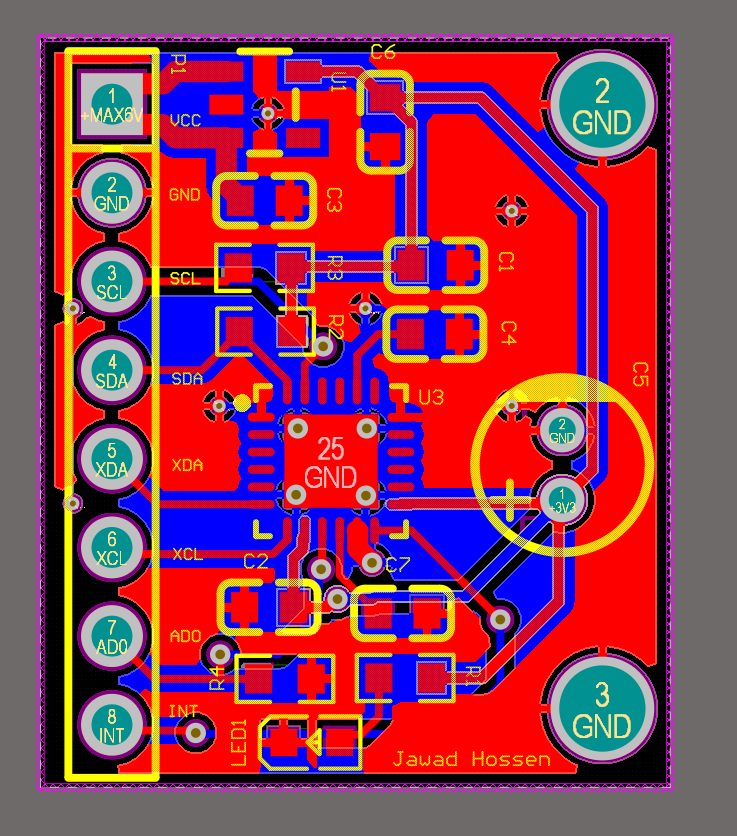 P1
C6
U1
1
+MAX6V
VCC
2
GND
2
GND
GND
C3
3
SCL
SCL
R3
C1
R2
C4
4
SDA
SDA
C5
U3
2
GND
5
XDA
XDA
25
GND
1
+3V3
+
6
XCL
XCL
C2
C7
7
AD0
AD0
R4
R1
3
GND
8
INT
INT
LED1
Jawad Hossen